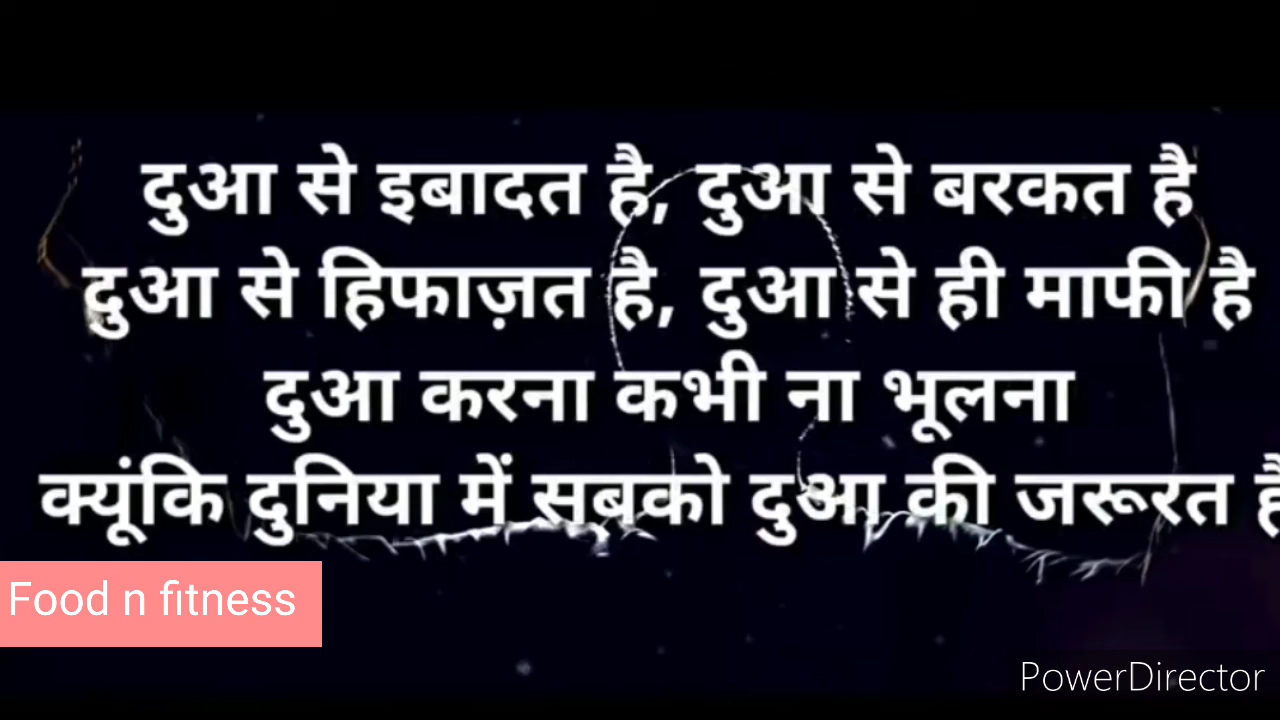 दुआ से इबादत है, दुआ से बरकत है
दुआ से हिफाज़त है, दुआ से ही माफी है
दुआ करना कभी ना भूलना
क्यूंकि दुनिया में सबको दुआ की जरूरत है
Food n fitness
PowerDirector